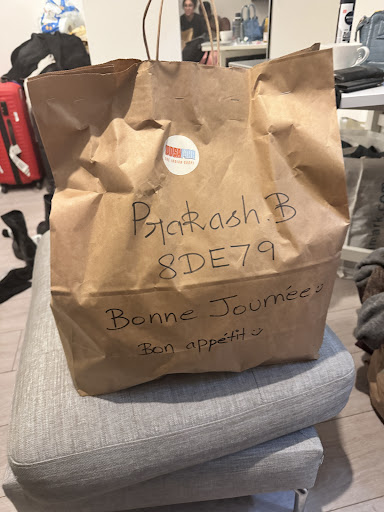 Prakash.B
8DE79
Bonne Journée :)
Bon appétit :)